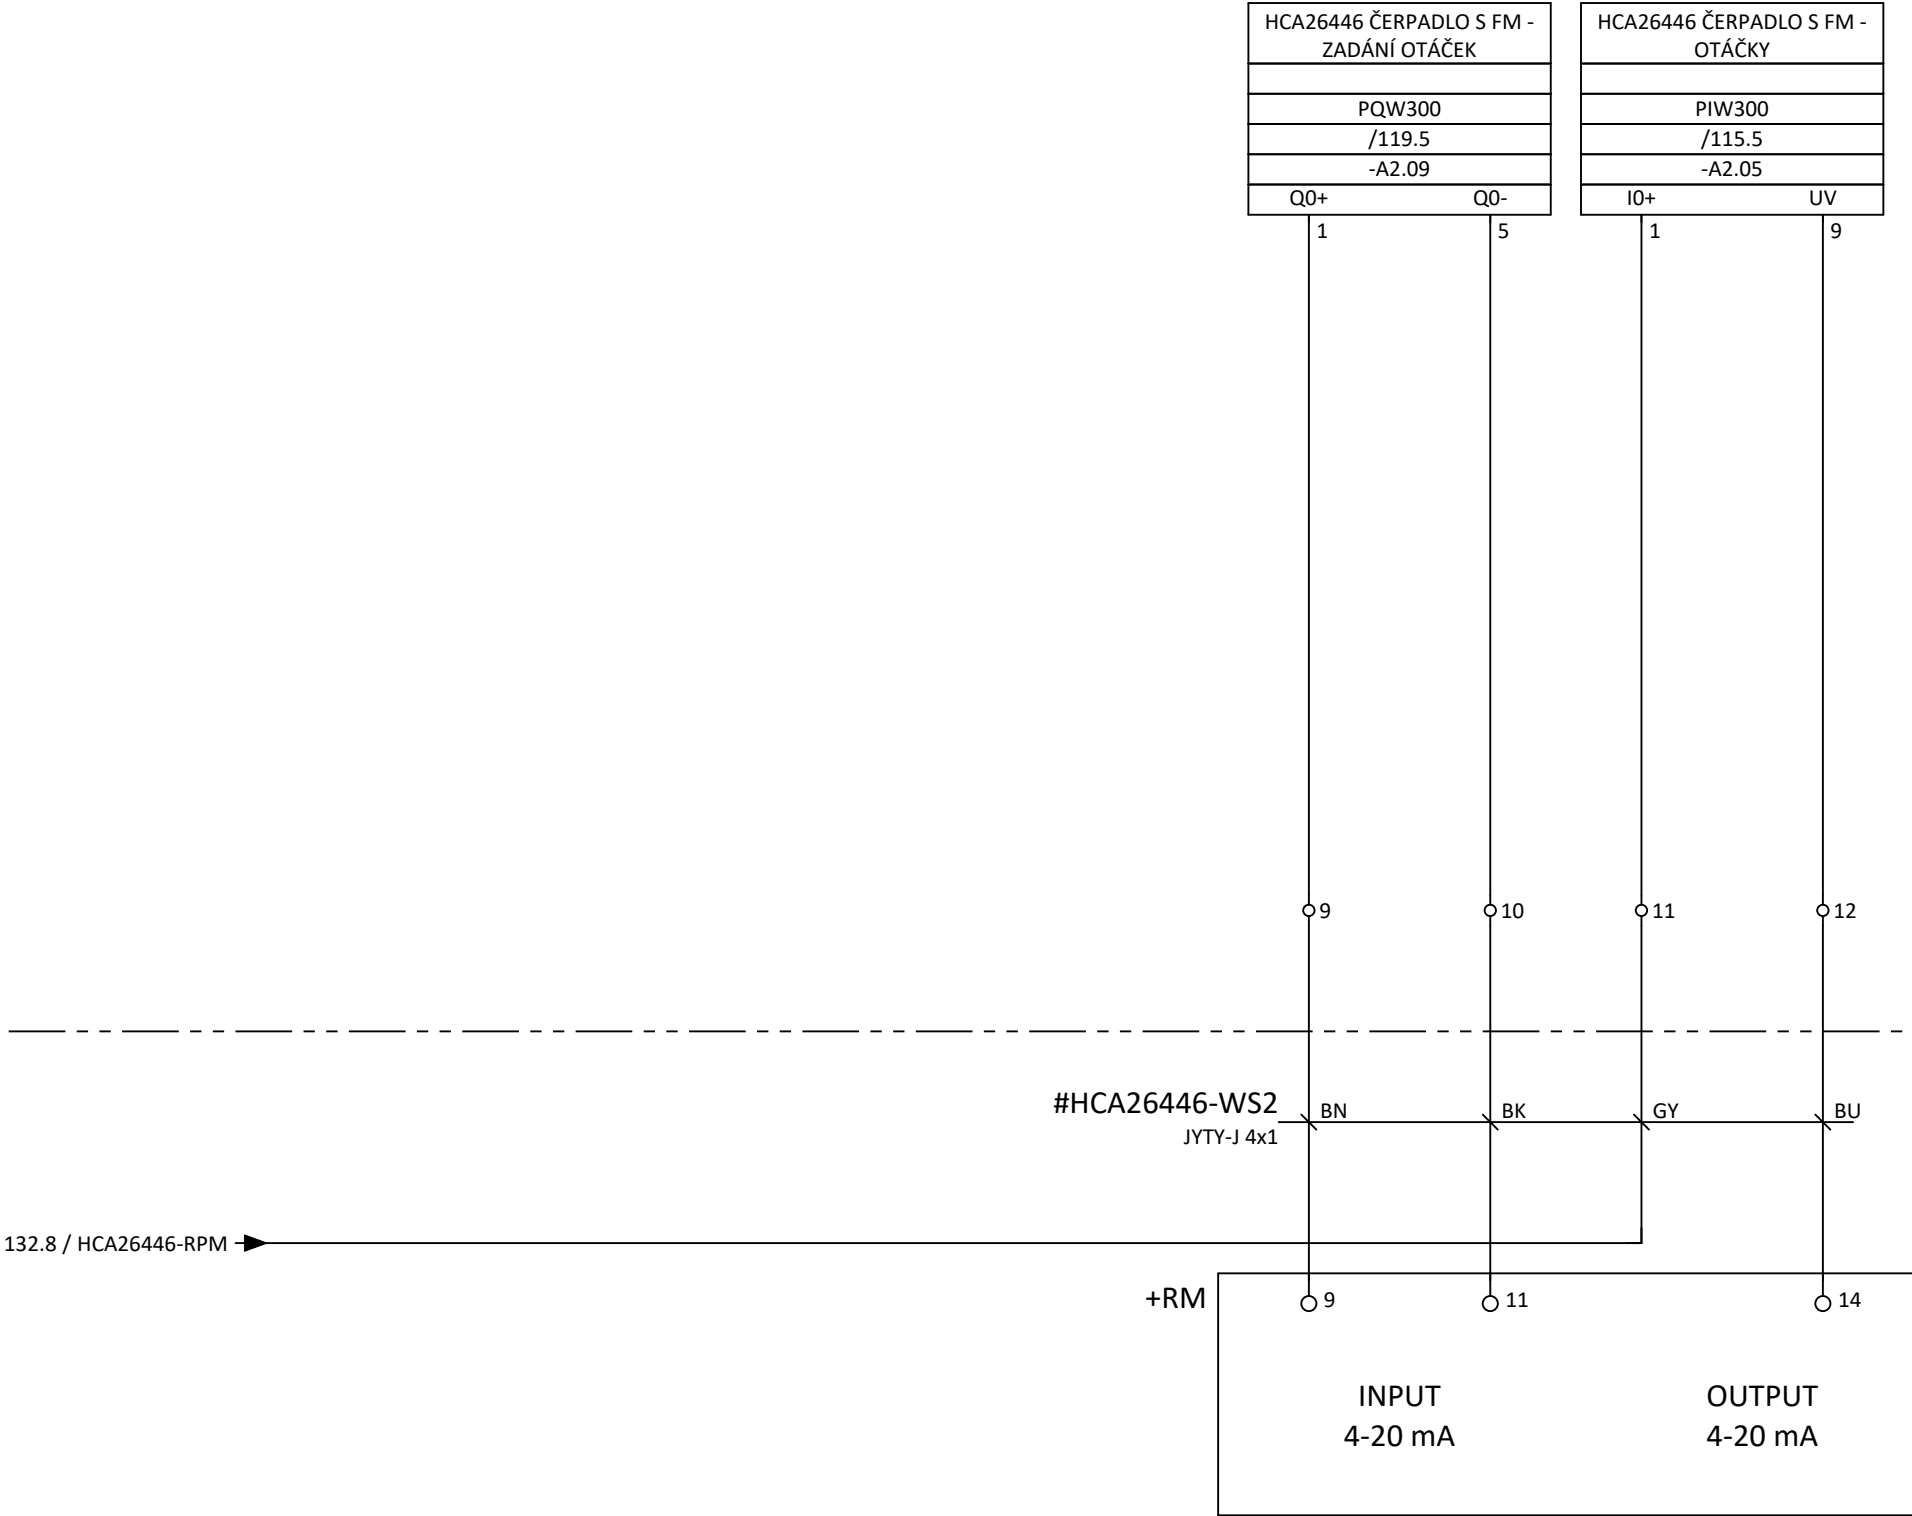 HCA26446 ČERPADLO S FM -
ZADÁNÍ OTÁČEK
PQW300
/119.5
-A2.09
Q0+ Q0-
1 5
HCA26446 ČERPADLO S FM -
OTÁČKY
PIW300
/115.5
-A2.05
I0+ UV
1 9
9 10 11 12
#HCA26446-WS2
JYTY-J 4x1
BN BK GY BU
132.8 / HCA26446-RPM
+RM
9 11 14
INPUT
4-20 mA
OUTPUT
4-20 mA